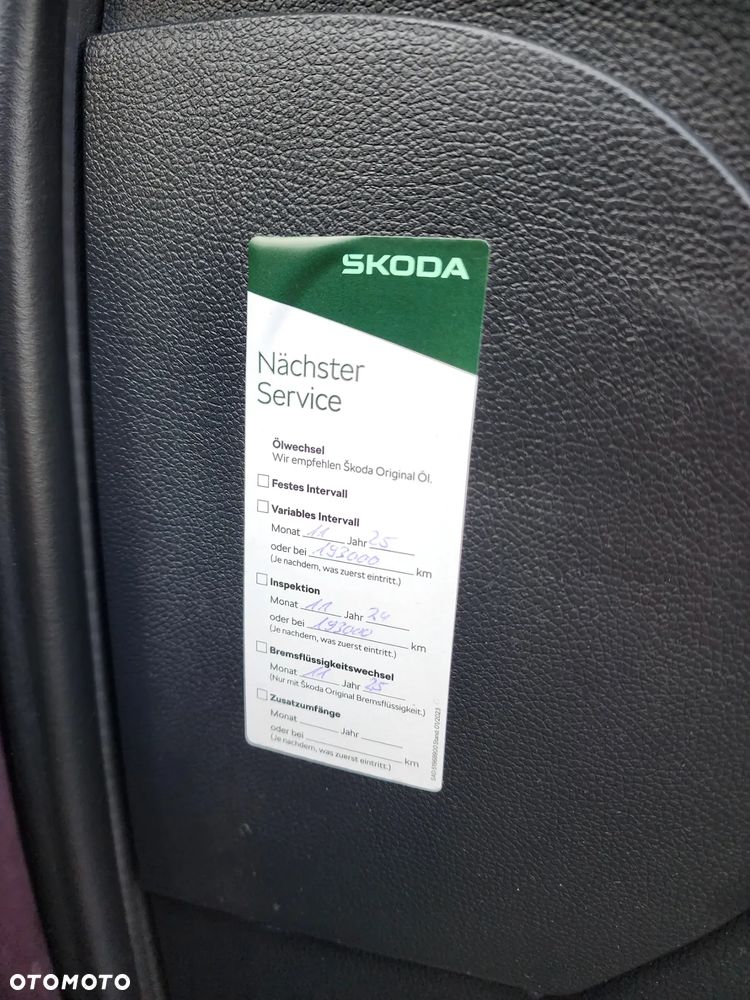 SKODA
Nächster
Service
Ölwechsel
Wir empfehlen Škoda Original Öl.
Festes Intervall
Variables Intervall
Monat 11 Jahr 25
oder bei 193000 km
(Je nachdem, was zuerst eintritt.)
Inspektion
Monat 11 Jahr 24
oder bei 193000 km
(Je nachdem, was zuerst eintritt.)
Bremsflüssigkeitswechsel
Monat 11 Jahr 25
(Nur mit Škoda Original Bremsflüssigkeit.)
Zusatzumfänge
Monat Jahr
oder bei km
(Je nachdem, was zuerst eintritt.)
Stand: 01/2023
OTOMOTO